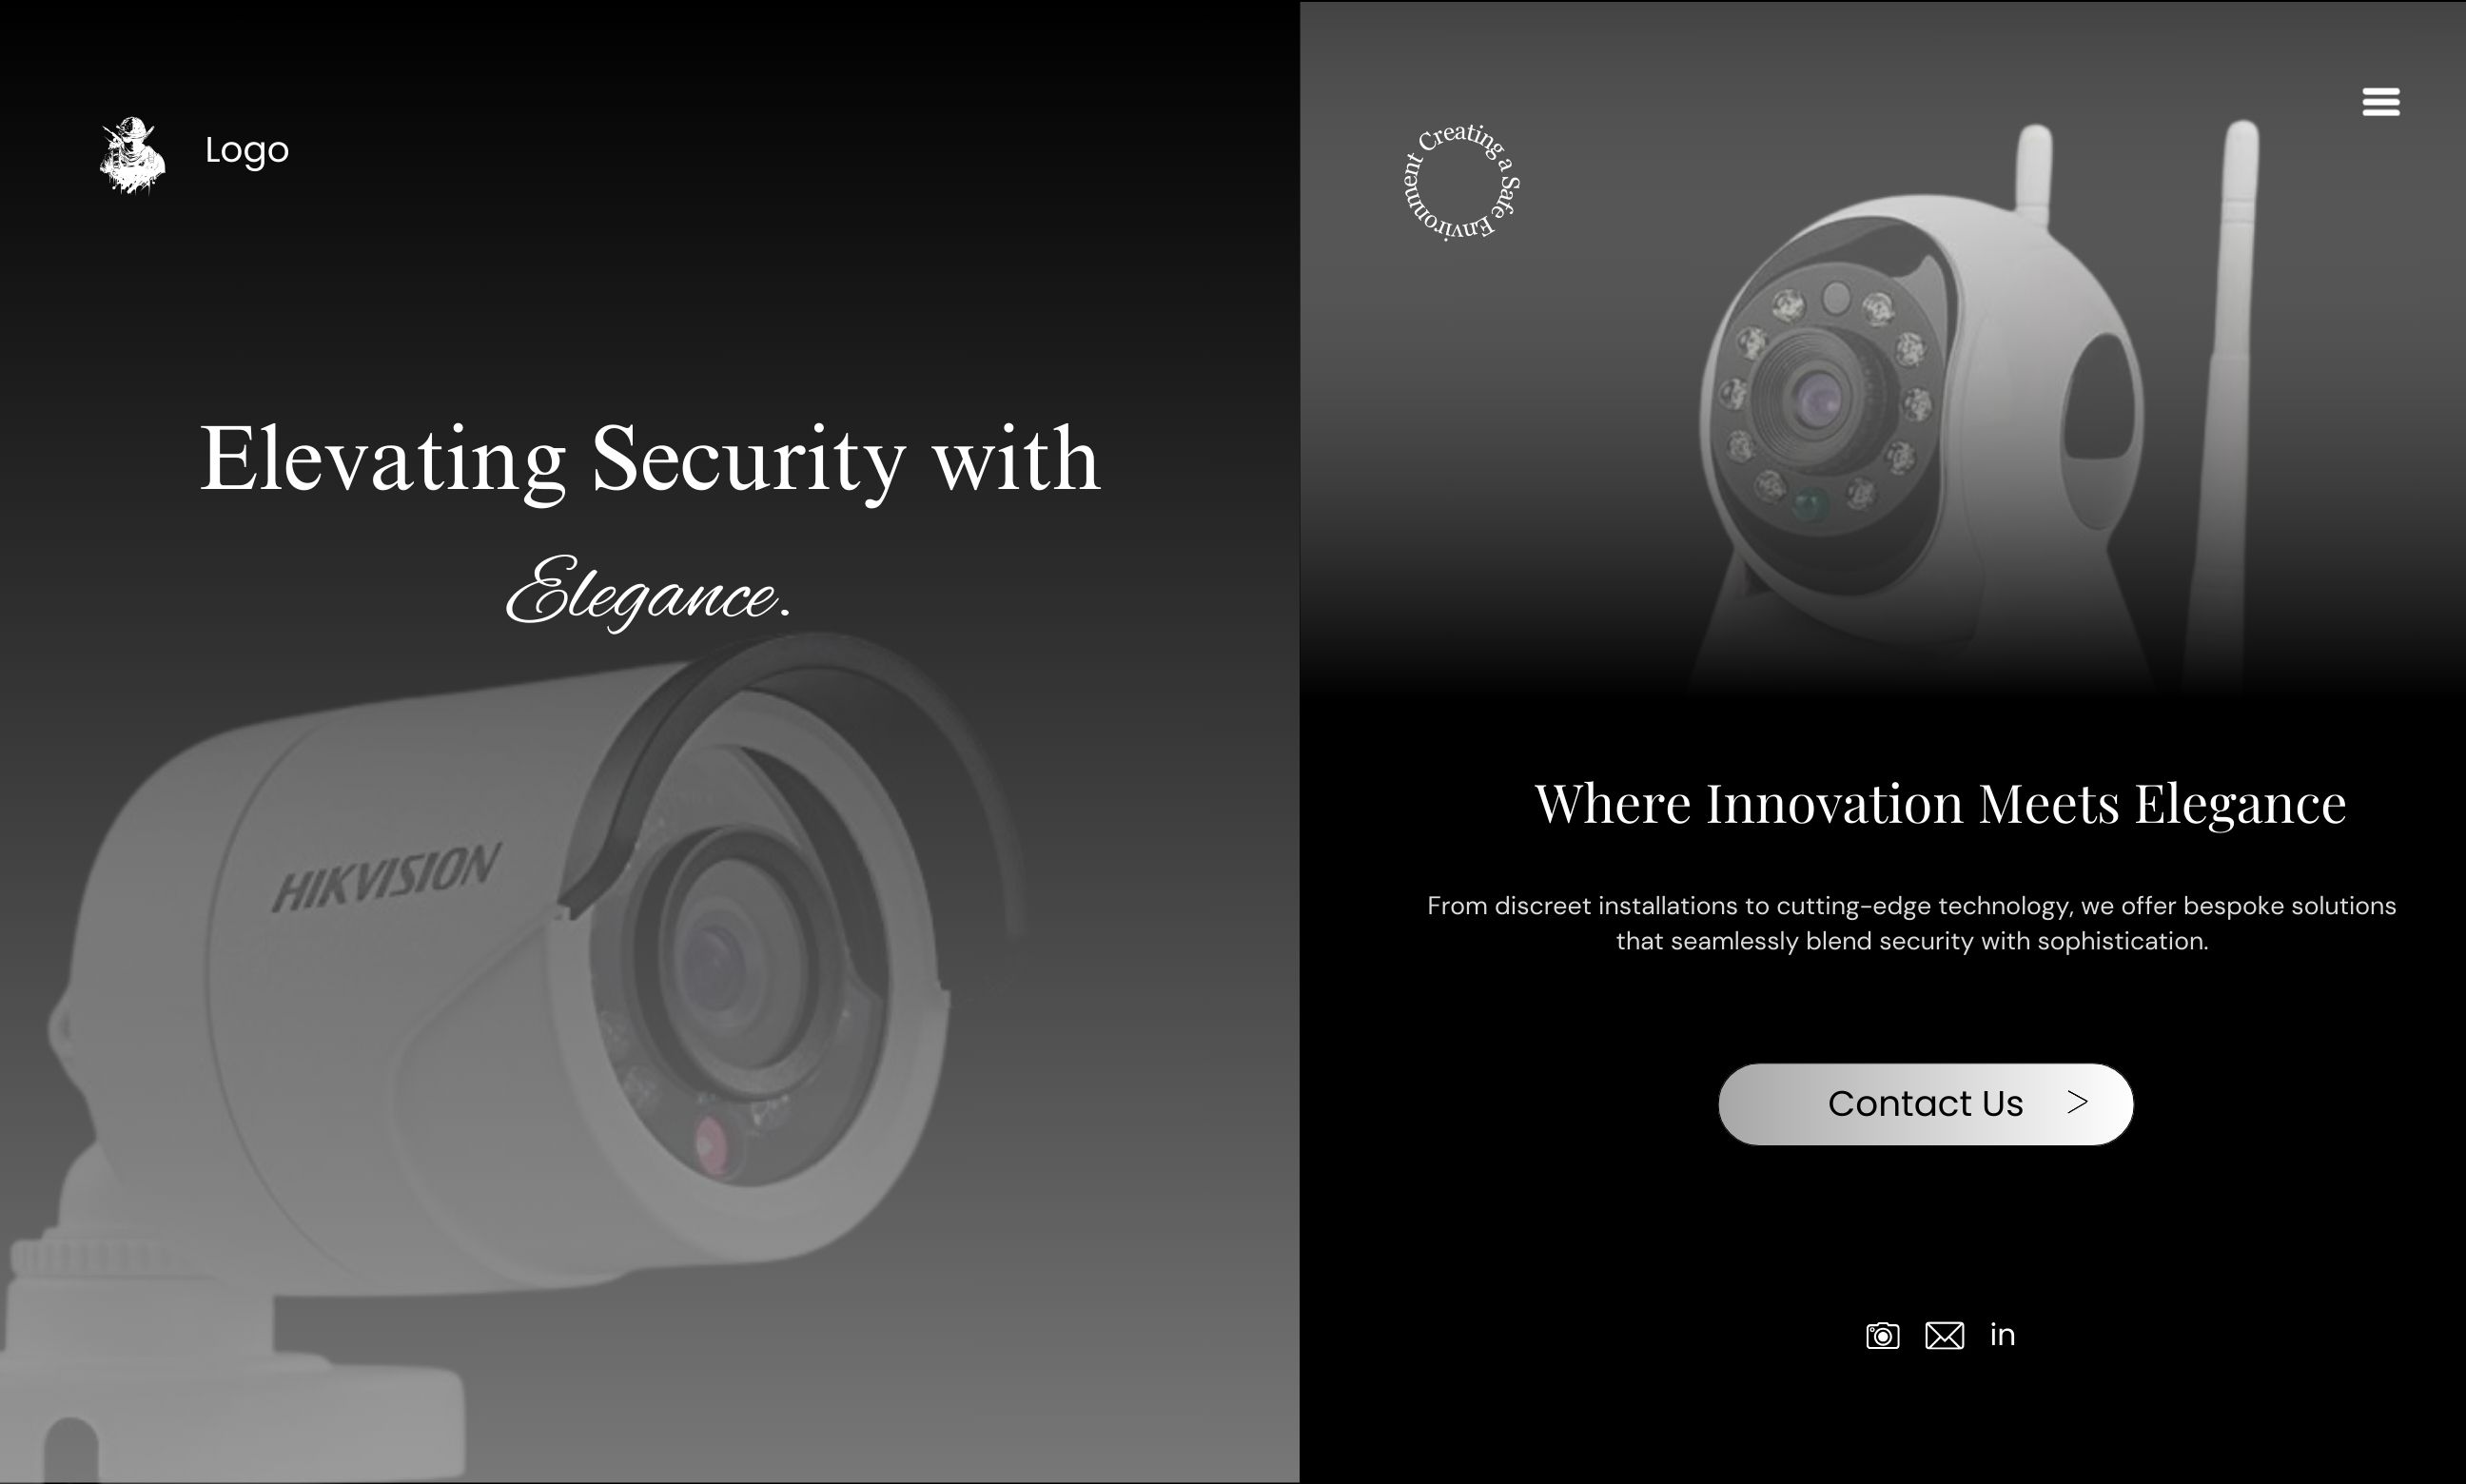 Logo
Elevating Security with
Elegance.
HIKVISION
Creating a Safe Environment
Where Innovation Meets Elegance
From discreet installations to cutting-edge technology, we offer bespoke solutions
that seamlessly blend security with sophistication.
Contact Us >
in